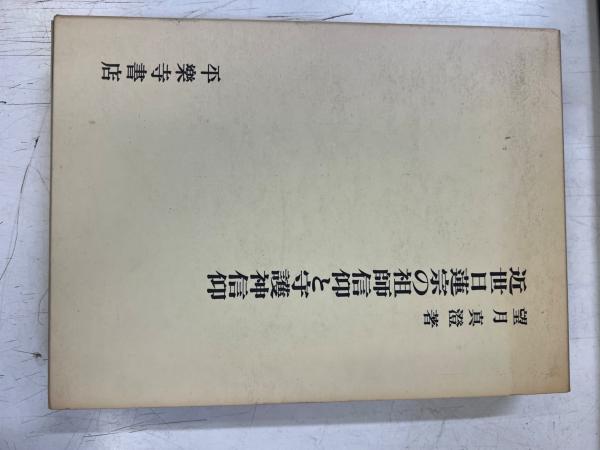 近世日蓮宗の祖師信仰と守護神信仰
望月真澄著
平樂寺書店